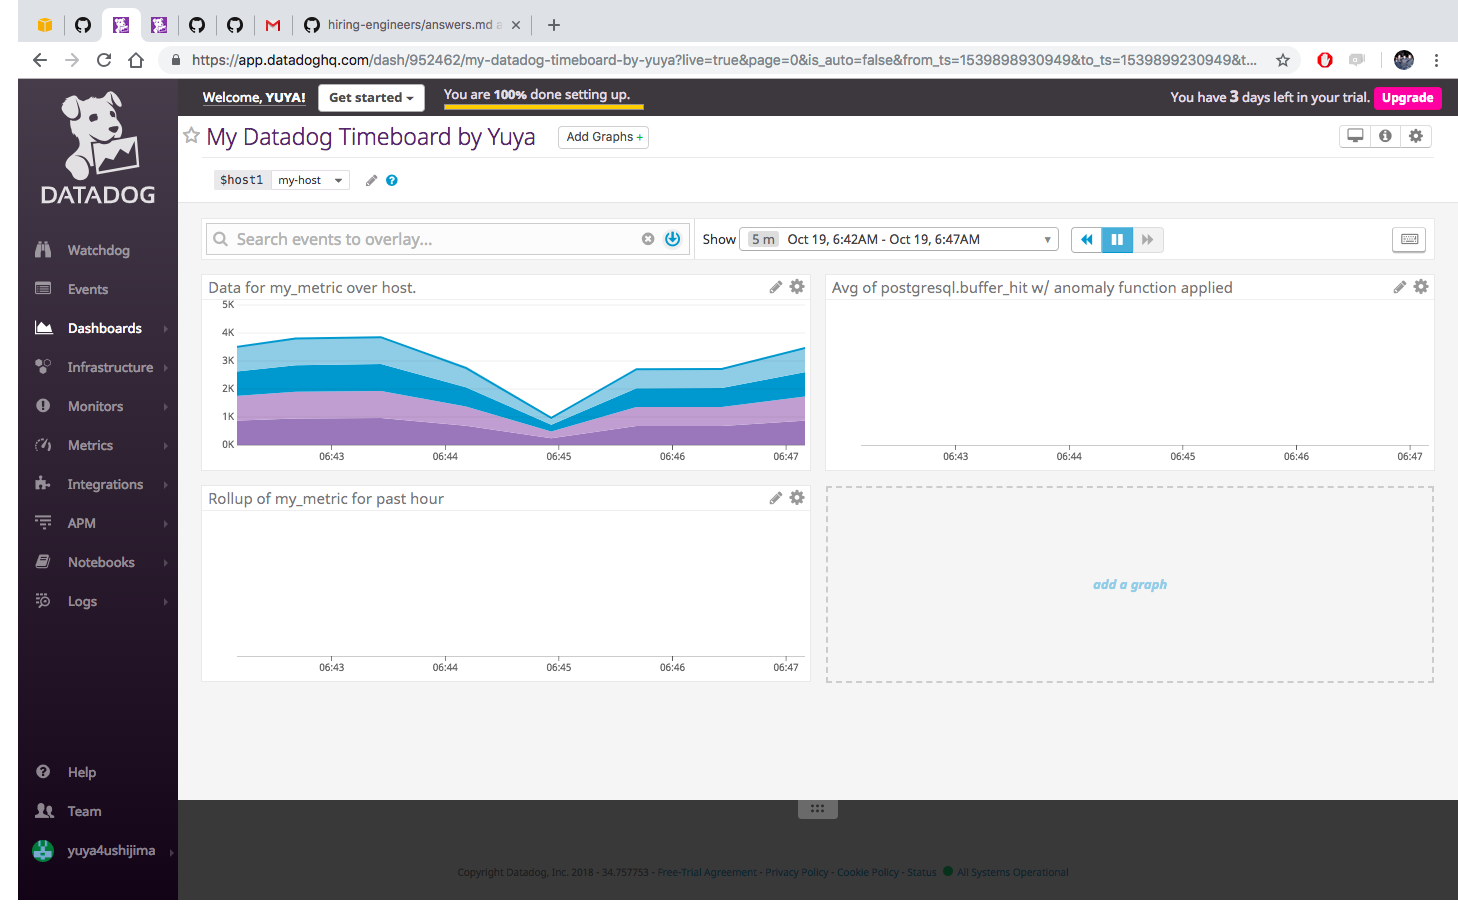 hiring-engineers/answers.md a
https://app.datadoghq.com/dash/952462/my-datadog-timeboard-by-yuya?live=true&page=0&is_auto=false&from_ts=1539898930949&to_ts=1539899230949&t...
DATADOG
Watchdog
Events
Dashboards
Infrastructure
Monitors
Metrics
Integrations
APM
Notebooks
Logs
Help
Team
yuya4ushijima
Welcome, YUYA!
Get started
You are 100% done setting up.
You have 3 days left in your trial.
Upgrade
My Datadog Timeboard by Yuya
Add Graphs +
$host1
my-host
Search events to overlay...
Show
5 m
Oct 19, 6:42AM - Oct 19, 6:47AM
Data for my_metric over host.
5K
4K
3K
2K
1K
0K
06:43 06:44 06:45 06:46 06:47
Avg of postgresql.buffer_hit w/ anomaly function applied
06:43 06:44 06:45 06:46 06:47
Rollup of my_metric for past hour
06:43 06:44 06:45 06:46 06:47
add a graph
Copyright Datadog, Inc. 2018 - 34.757753 - Free-Trial Agreement - Privacy Policy - Cookie Policy - Status All Systems Operational